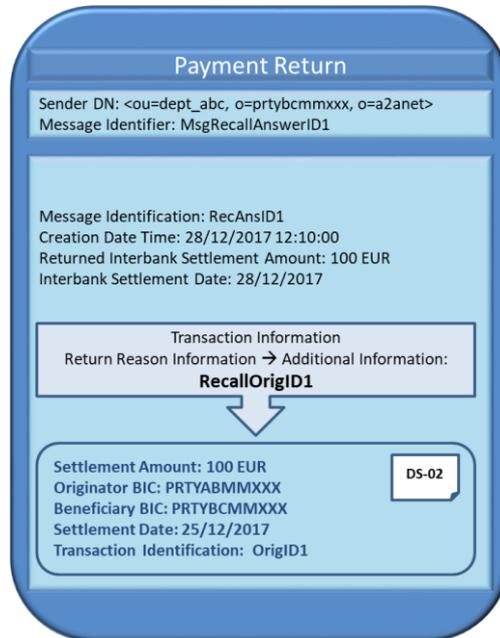 Payment Return
Sender DN: <ou=dept_abc, o=prtybcmmxxx, o=a2anet>
Message Identifier: MsgRecallAnswerID1
Message Identification: RecAnsID1
Creation Date Time: 28/12/2017 12:10:00
Returned Interbank Settlement Amount: 100 EUR
Interbank Settlement Date: 28/12/2017
Transaction Information
Return Reason Information → Additional Information:
RecallOrigID1
Settlement Amount: 100 EUR
Originator BIC: PRTYABMMXXX
Beneficiary BIC: PRTYBCMMXXX
Settlement Date: 25/12/2017
Transaction Identification: OrigID1
DS-02